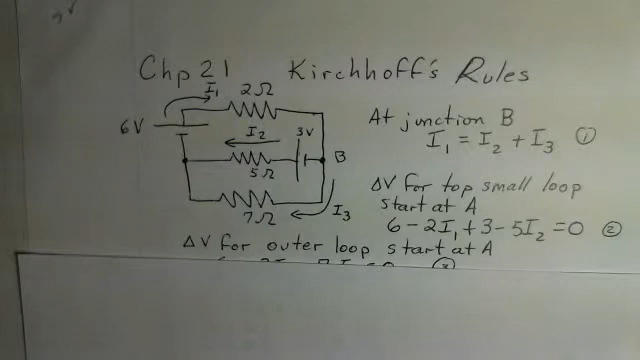 Chp 21 Kirchhoff's Rules
I₁ 2Ω
6V I₂ 3V
B
5Ω
7Ω I₃
At junction B
I₁ = I₂ + I₃ ①
ΔV for top small loop
start at A
6 - 2I₁ + 3 - 5I₂ = 0 ②
ΔV for outer loop start at A